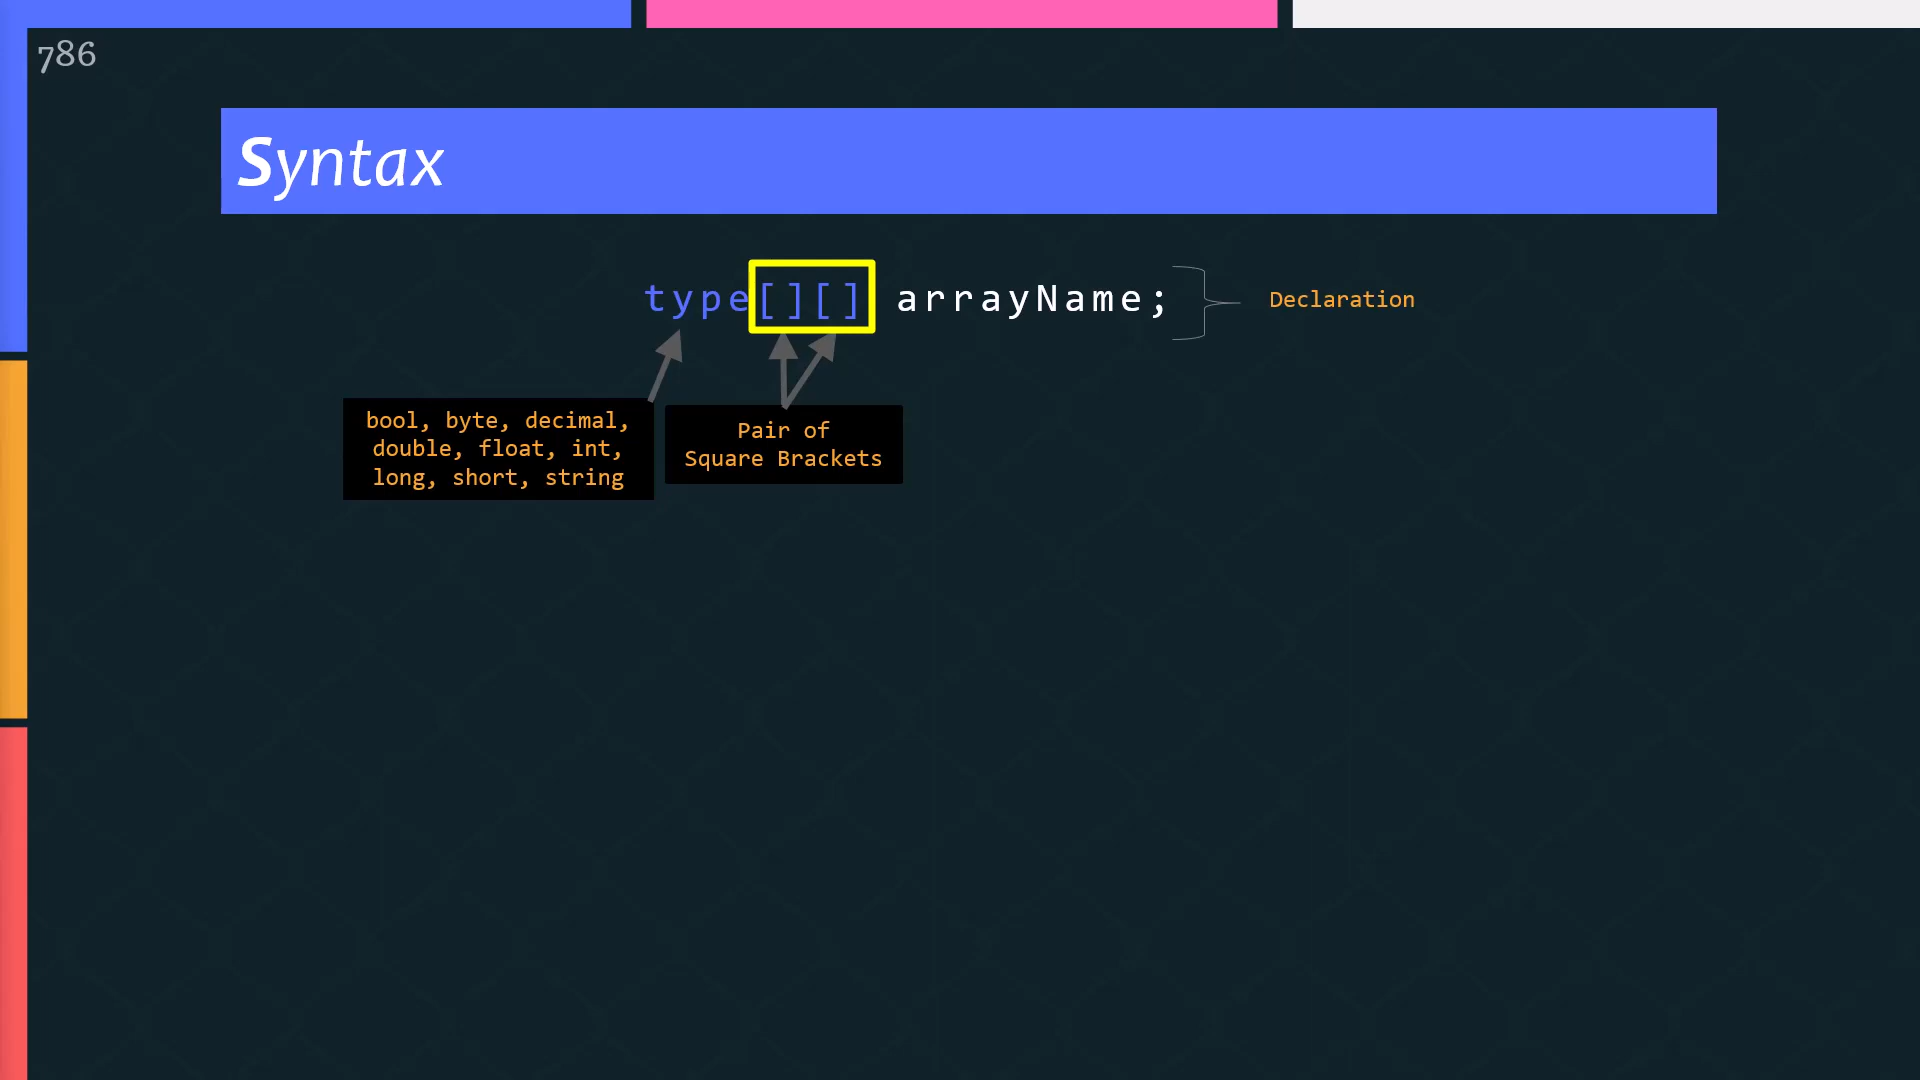 786
Syntax
type[][] arrayName;
Declaration
bool, byte, decimal,
double, float, int,
long, short, string
Pair of
Square Brackets